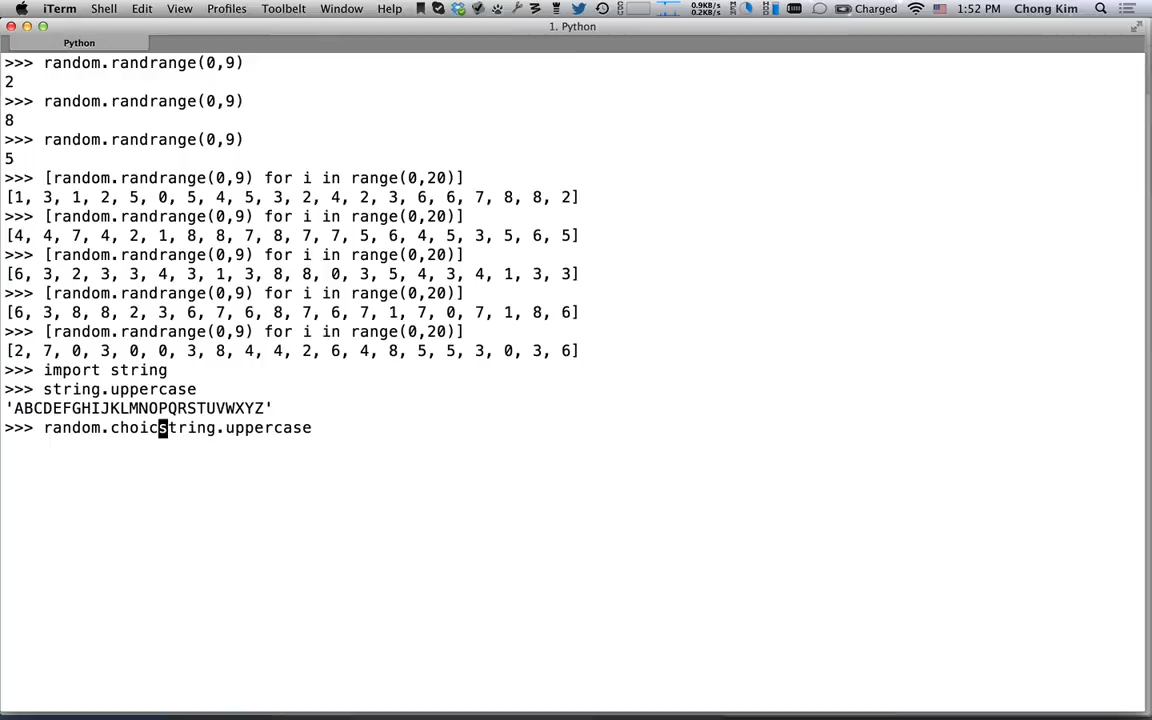 iTerm Shell Edit View Profiles Toolbelt Window Help 0.9KB/s 0.2KB/s Charged 1:52 PM Chong Kim
1. Python
Python
>>> random.randrange(0,9)
2
>>> random.randrange(0,9)
8
>>> random.randrange(0,9)
5
>>> [random.randrange(0,9) for i in range(0,20)]
[1, 3, 1, 2, 5, 0, 5, 4, 5, 3, 2, 4, 2, 3, 6, 6, 7, 8, 8, 2]
>>> [random.randrange(0,9) for i in range(0,20)]
[4, 4, 7, 4, 2, 1, 8, 8, 7, 8, 7, 7, 5, 6, 4, 5, 3, 5, 6, 5]
>>> [random.randrange(0,9) for i in range(0,20)]
[6, 3, 2, 3, 3, 4, 3, 1, 3, 8, 8, 0, 3, 5, 4, 3, 4, 1, 3, 3]
>>> [random.randrange(0,9) for i in range(0,20)]
[6, 3, 8, 8, 2, 3, 6, 7, 6, 8, 7, 6, 7, 1, 7, 0, 7, 1, 8, 6]
>>> [random.randrange(0,9) for i in range(0,20)]
[2, 7, 0, 3, 0, 0, 3, 8, 4, 4, 2, 6, 4, 8, 5, 5, 3, 0, 3, 6]
>>> import string
>>> string.uppercase
'ABCDEFGHIJKLMNOPQRSTUVWXYZ'
>>> random.choicstring.uppercase